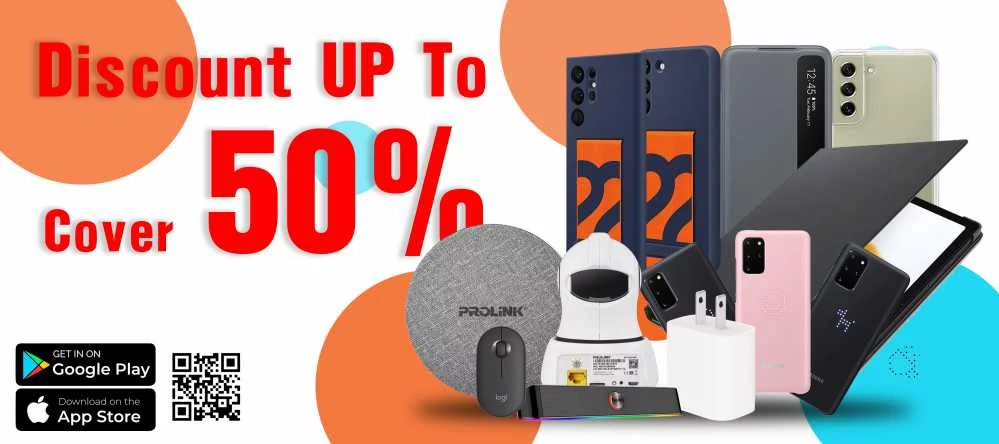 Discount UP To
Cover 50%
12:45
PROLINK
PROLINK
logi
GET IN ON
Google Play
Download on the
App Store